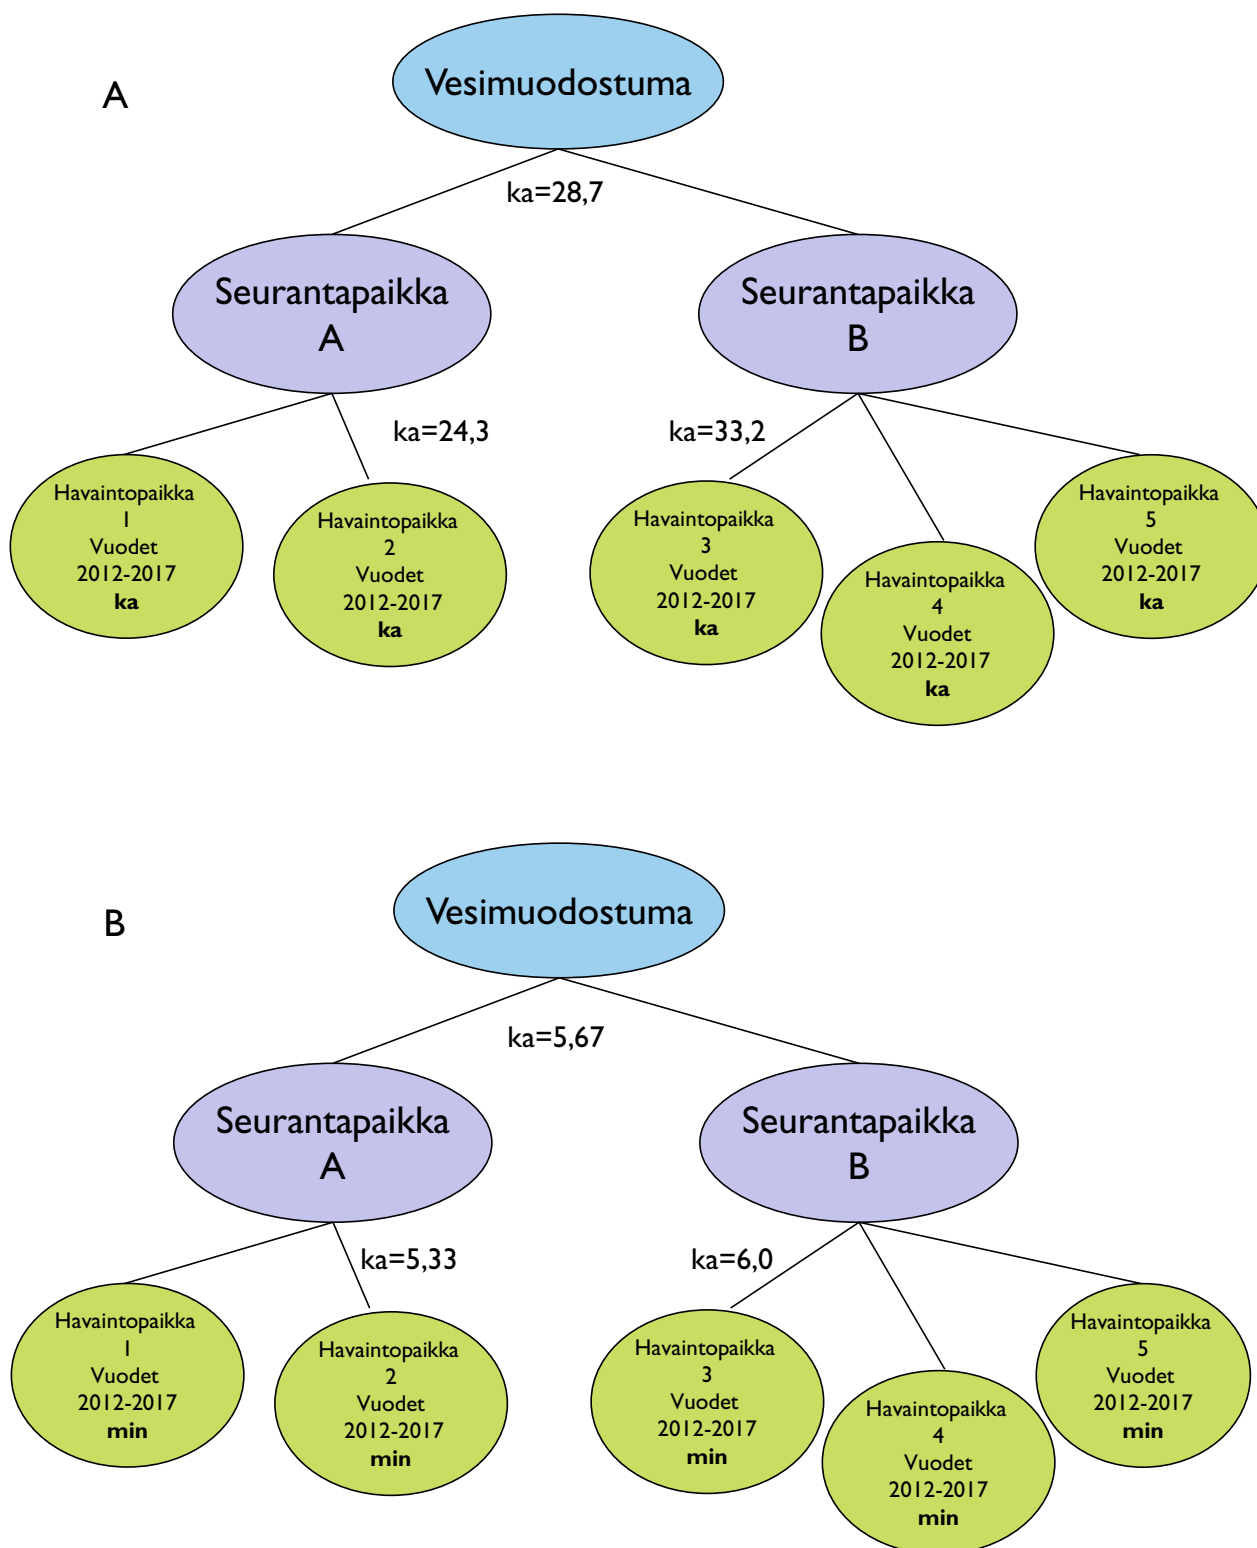 A
Vesimuodostuma
ka=28,7
Seurantapaikka
A
Seurantapaikka
B
ka=24,3
ka=33,2
Havaintopaikka
1
Vuodet
2012-2017
ka
Havaintopaikka
2
Vuodet
2012-2017
ka
Havaintopaikka
3
Vuodet
2012-2017
ka
Havaintopaikka
4
Vuodet
2012-2017
ka
Havaintopaikka
5
Vuodet
2012-2017
ka
B
Vesimuodostuma
ka=5,67
Seurantapaikka
A
Seurantapaikka
B
ka=5,33
ka=6,0
Havaintopaikka
1
Vuodet
2012-2017
min
Havaintopaikka
2
Vuodet
2012-2017
min
Havaintopaikka
3
Vuodet
2012-2017
min
Havaintopaikka
4
Vuodet
2012-2017
min
Havaintopaikka
5
Vuodet
2012-2017
min